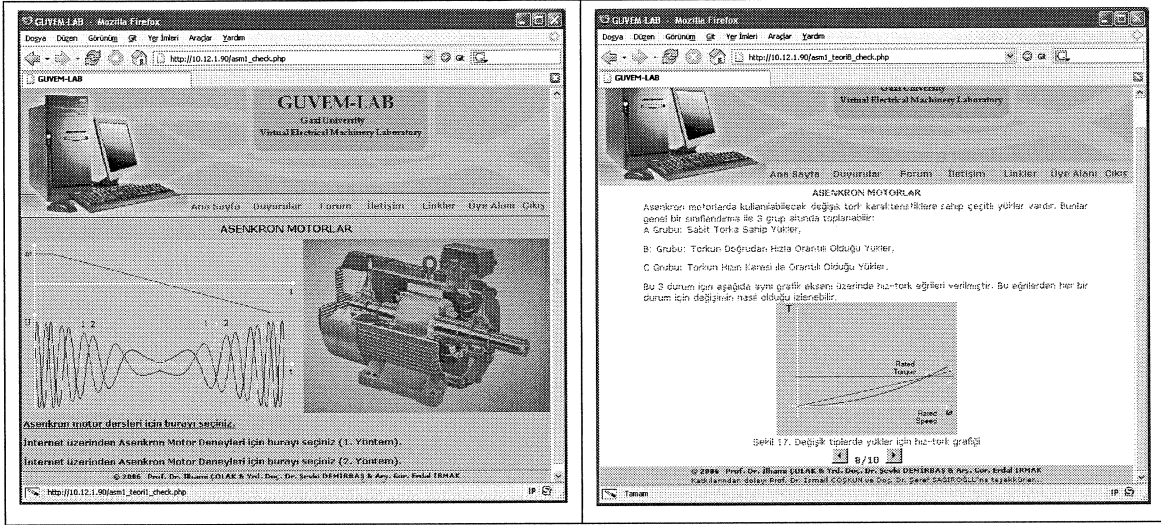 GUVEM-LAB - Mozilla Firefox
Dosya Düzen Görünüm Git Yer İmleri Araçlar Yardım
http://10.12.1.90/asm1_check.php
Git
GUVEM-LAB
GUVEM-LAB
Gazi University
Virtual Electrical Machinery Laboratory
Ana Sayfa Duyurular Forum İletişim Linkler Üye Alanı Çıkış
ASENKRON MOTORLAR
m
t
U
1 2
1 2
t
Asenkron motor dersleri için burayı seçiniz.
İnternet üzerinden Asenkron Motor Deneyleri için burayı seçiniz (1. Yöntem).
İnternet üzerinden Asenkron Motor Deneyleri için burayı seçiniz (2. Yöntem).
© 2006 Prof. Dr. İlhami ÇOLAK & Yrd. Doç. Dr. Şevki DEMİRBAŞ & Arş. Gör. Erdal IRMAK
http://10.12.1.90/asm1_teori1_check.php
IP
GUVEM-LAB - Mozilla Firefox
Dosya Düzen Görünüm Git Yer İmleri Araçlar Yardım
http://10.12.1.90/asm1_teori8_check.php
Git
GUVEM-LAB
Gazi University
Virtual Electrical Machinery Laboratory
Ana Sayfa Duyurular Forum İletişim Linkler Üye Alanı Çıkış
ASENKRON MOTORLAR
Asenkron motorlarda kullanılabilecek değişik tork karakteristiklere sahip çeşitli yükler vardır. Bunlar
genel bir sınıflandırma ile 3 grup altında toplanabilir:
A Grubu: Sabit Torka Sahip Yükler,
B: Grubu: Torkun Doğrudan Hızla Orantılı Olduğu Yükler,
C Grubu: Torkun Hızın Karesi ile Orantılı Olduğu Yükler,
Bu 3 durum için aşağıda aynı grafik ekseni üzerinde hız-tork eğrileri verilmiştir. Bu eğrilerden her bir
durum için değişimin nasıl olduğu izlenebilir.
T
Rated
Torque
Rated
Speed
M
Şekil 17. Değişik tiplerde yükler için hız-tork grafiği
8/10
© 2006 Prof. Dr. İlhami ÇOLAK & Yrd. Doç. Dr. Şevki DEMİRBAŞ & Arş. Gör. Erdal IRMAK
Katkılarından dolayı Prof. Dr. İsmail COŞKUN ve Doç. Dr. Şeref SAĞIROĞLU'na teşekkürler...
Tamam
IP